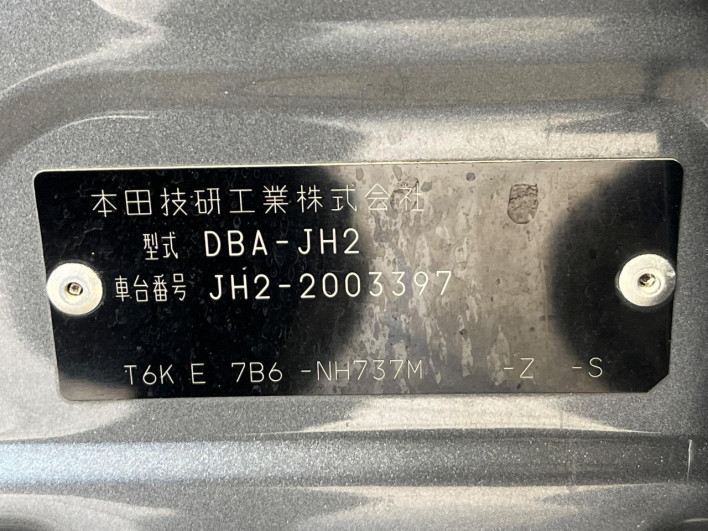 本田技研工業株式会社
型式 DBA-JH2
車台番号 JH2-2003397
T6K E 7B6 -NH737M -Z -S